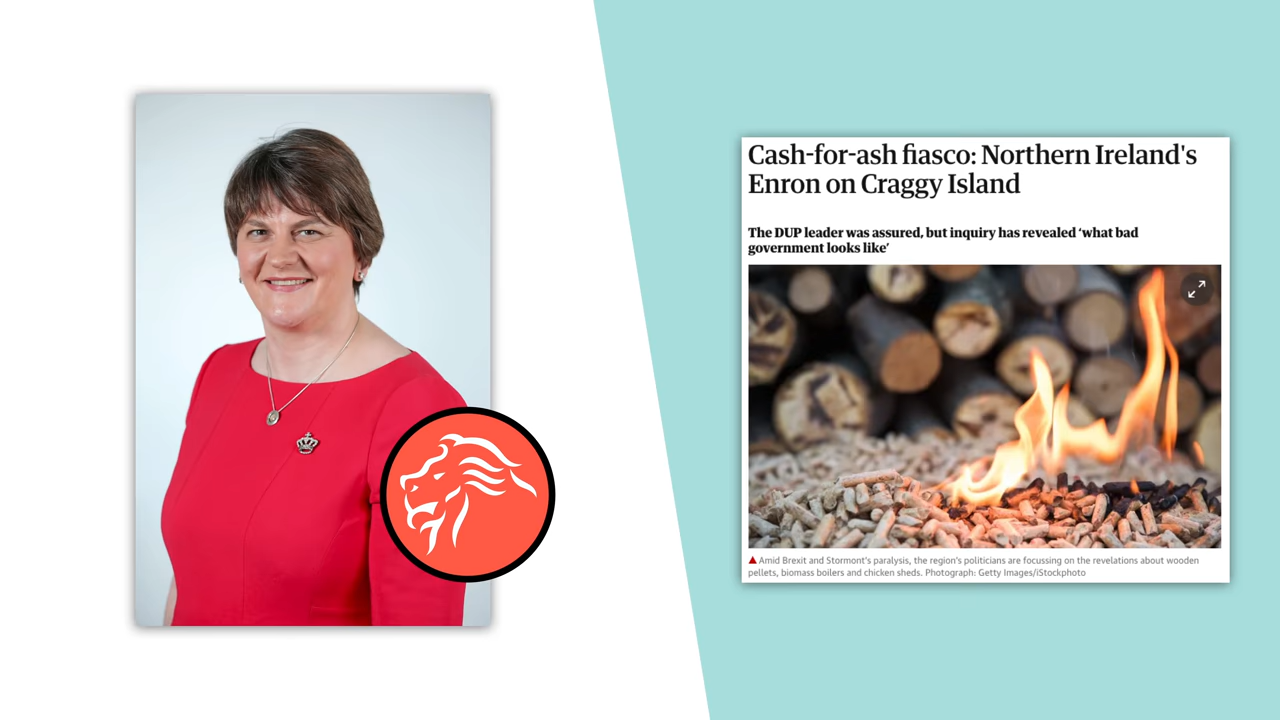 Cash-for-ash fiasco: Northern Ireland's
Enron on Craggy Island
The DUP leader was assured, but inquiry has revealed ‘what bad
government looks like’
Amid Brexit and Stormont's paralysis, the region's politicians are focussing on the revelations about wooden
pellets, biomass boilers and chicken sheds. Photograph: Getty Images/iStockphoto